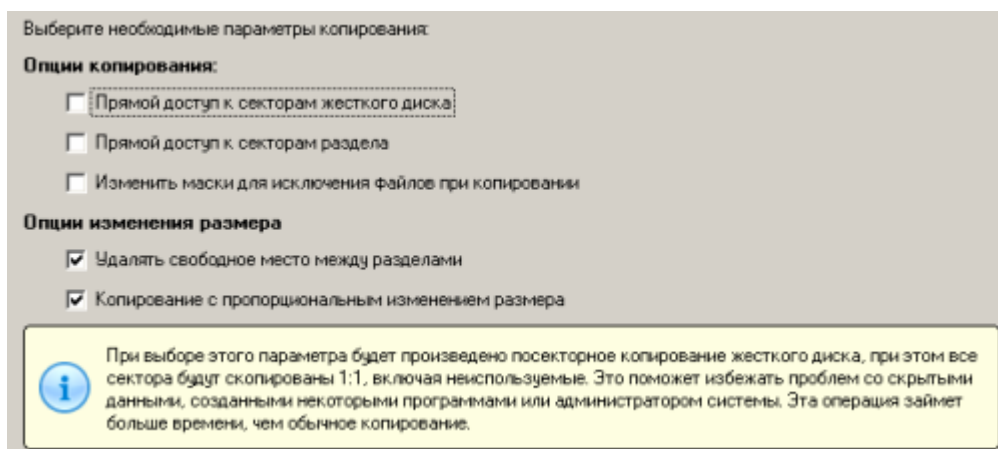 Выберите необходимые параметры копирования:
Опции копирования:
Прямой доступ к секторам жесткого диска
Прямой доступ к секторам раздела
Изменить маски для исключения файлов при копировании
Опции изменения размера
Удалять свободное место между разделами
Копирование с пропорциональным изменением размера
При выборе этого параметра будет произведено посекторное копирование жесткого диска, при этом все
сектора будут скопированы 1:1, включая неиспользуемые. Это поможет избежать проблем со скрытыми
данными, созданными некоторыми программами или администратором системы. Эта операция займет
больше времени, чем обычное копирование.